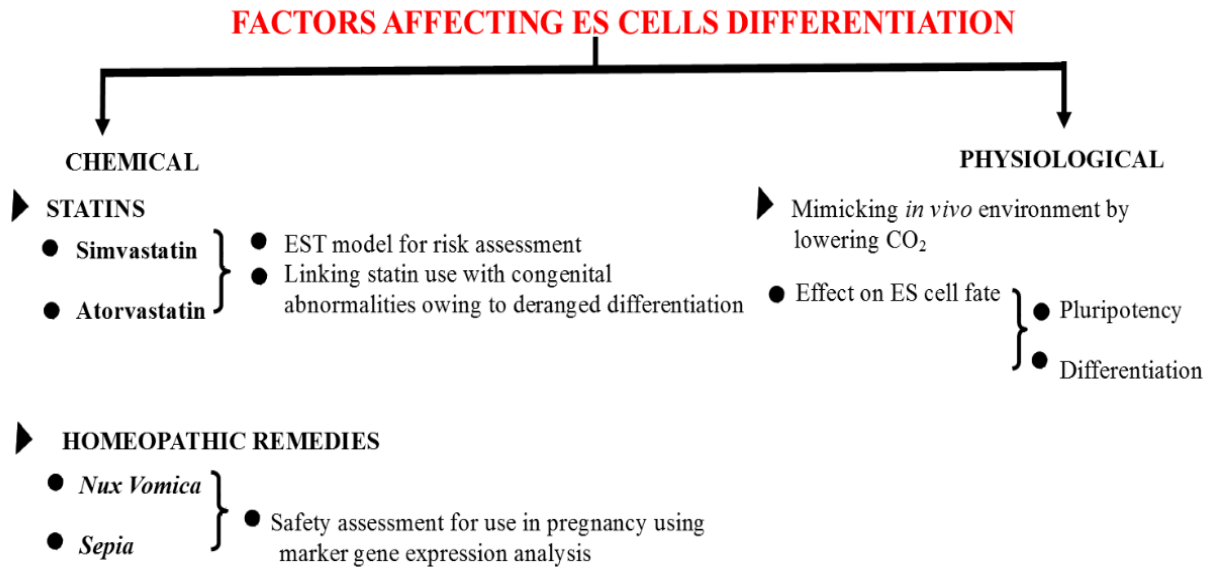 FACTORS AFFECTING ES CELLS DIFFERENTIATION
CHEMICAL
STATINS
Simvastatin
Atorvastatin
EST model for risk assessment
Linking statin use with congenital
abnormalities owing to deranged differentiation
HOMEOPATHIC REMEDIES
Nux Vomica
Sepia
Safety assessment for use in pregnancy using
marker gene expression analysis
PHYSIOLOGICAL
Mimicking in vivo environment by
lowering CO₂
Effect on ES cell fate
Pluripotency
Differentiation